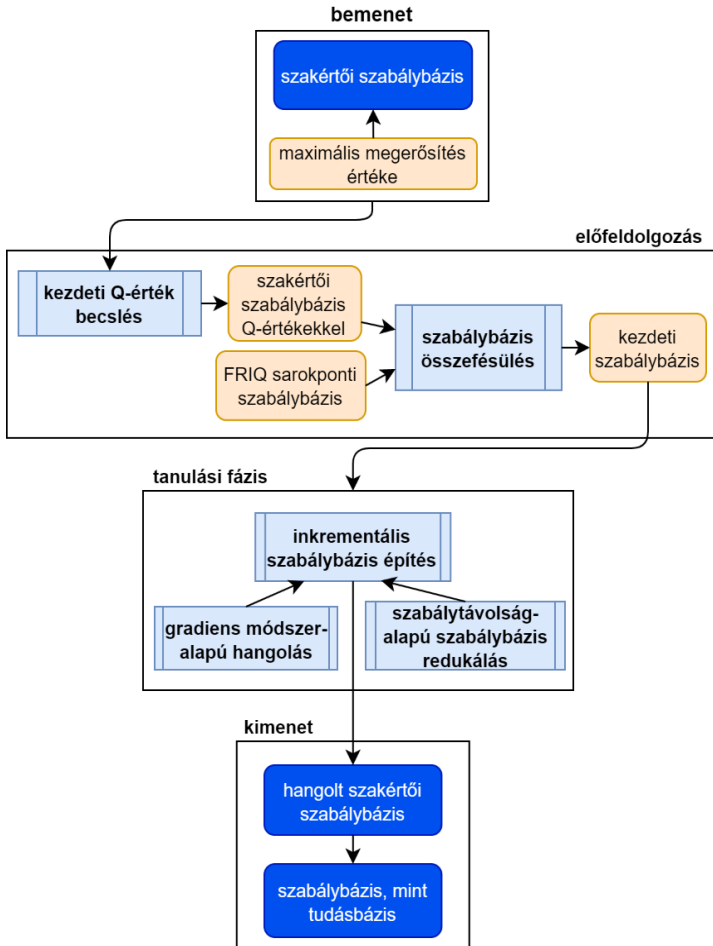 bemenet
szakértői szabálybázis
maximális megerősítés
értéke
előfeldolgozás
kezdeti Q-érték
becslés
szakértői
szabálybázis
Q-értékekkel
FRIQ sarokponti
szabálybázis
szabálybázis
összefésülés
kezdeti
szabálybázis
tanulási fázis
inkrementális
szabálybázis építés
gradiens módszer-
alapú hangolás
szabálytávolság-
alapú szabálybázis
redukálás
kimenet
hangolt szakértői
szabálybázis
szabálybázis, mint
tudásbázis